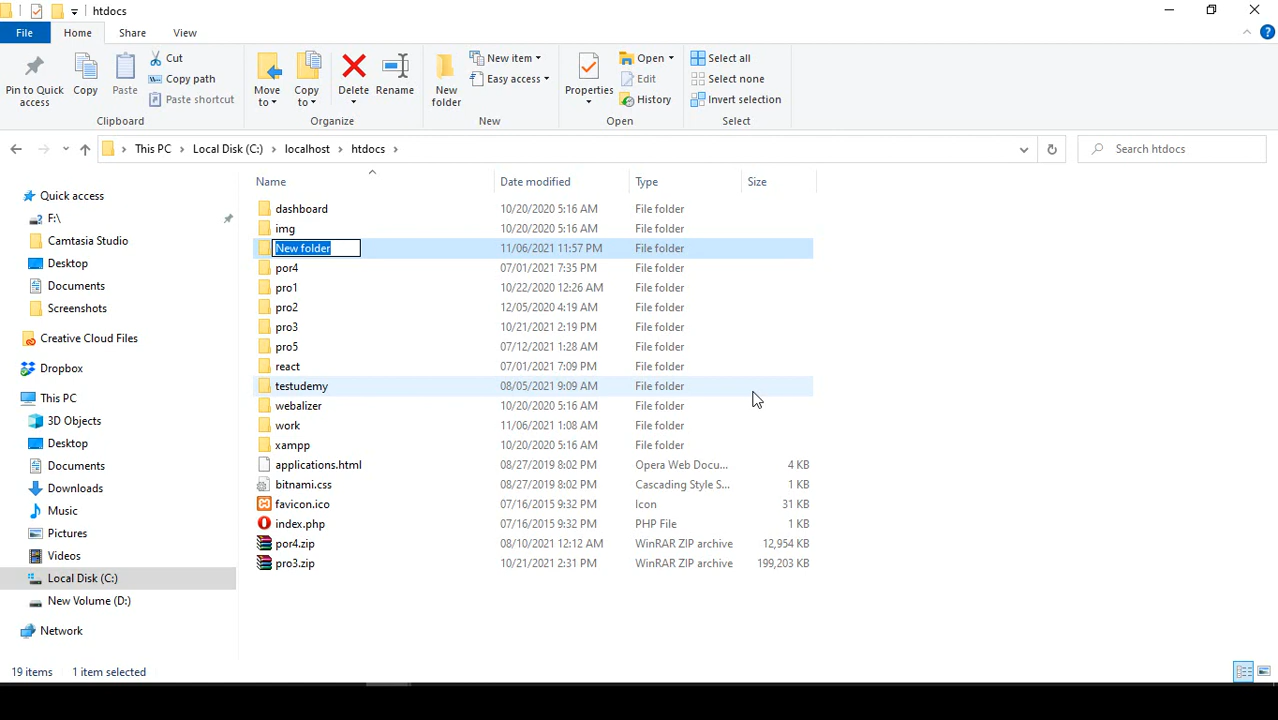 htdocs
File Home Share View
Pin to Quick access
Copy
Paste
Cut
Copy path
Paste shortcut
Clipboard
Move to
Copy to
Delete
Rename
Organize
New folder
New item
Easy access
New
Properties
Open
Edit
History
Open
Select all
Select none
Invert selection
Select
This PC Local Disk (C:) localhost htdocs
Search htdocs
Quick access
F:\
Camtasia Studio
Desktop
Documents
Screenshots
Creative Cloud Files
Dropbox
This PC
3D Objects
Desktop
Documents
Downloads
Music
Pictures
Videos
Local Disk (C:)
New Volume (D:)
Network
Name Date modified Type Size
dashboard 10/20/2020 5:16 AM File folder
img 10/20/2020 5:16 AM File folder
New folder 11/06/2021 11:57 PM File folder
por4 07/01/2021 7:35 PM File folder
pro1 10/22/2020 12:26 AM File folder
pro2 12/05/2020 4:19 AM File folder
pro3 10/21/2021 2:19 PM File folder
pro5 07/12/2021 1:28 AM File folder
react 07/01/2021 7:09 PM File folder
testudemy 08/05/2021 9:09 AM File folder
webalizer 10/20/2020 5:16 AM File folder
work 11/06/2021 1:08 AM File folder
xampp 10/20/2020 5:16 AM File folder
applications.html 08/27/2019 8:02 PM Opera Web Docu... 4 KB
bitnami.css 08/27/2019 8:02 PM Cascading Style S... 1 KB
favicon.ico 07/16/2015 9:32 PM Icon 31 KB
index.php 07/16/2015 9:32 PM PHP File 1 KB
por4.zip 08/10/2021 12:12 AM WinRAR ZIP archive 12,954 KB
pro3.zip 10/21/2021 2:31 PM WinRAR ZIP archive 199,203 KB
19 items 1 item selected